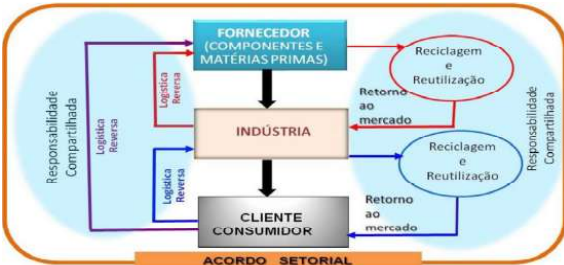 FORNECEDOR
(COMPONENTES E
MATÉRIAS PRIMAS)
Reciclagem
e
Reutilização
Retorno
ao
mercado
Logística
Reversa
Responsabilidade
Compartilhada
Logística
Reversa
INDÚSTRIA
Responsabilidade
Compartilhada
Reciclagem
e
Reutilização
Logística
Reversa
Retorno
ao
mercado
CLIENTE
CONSUMIDOR
ACORDO SETORIAL